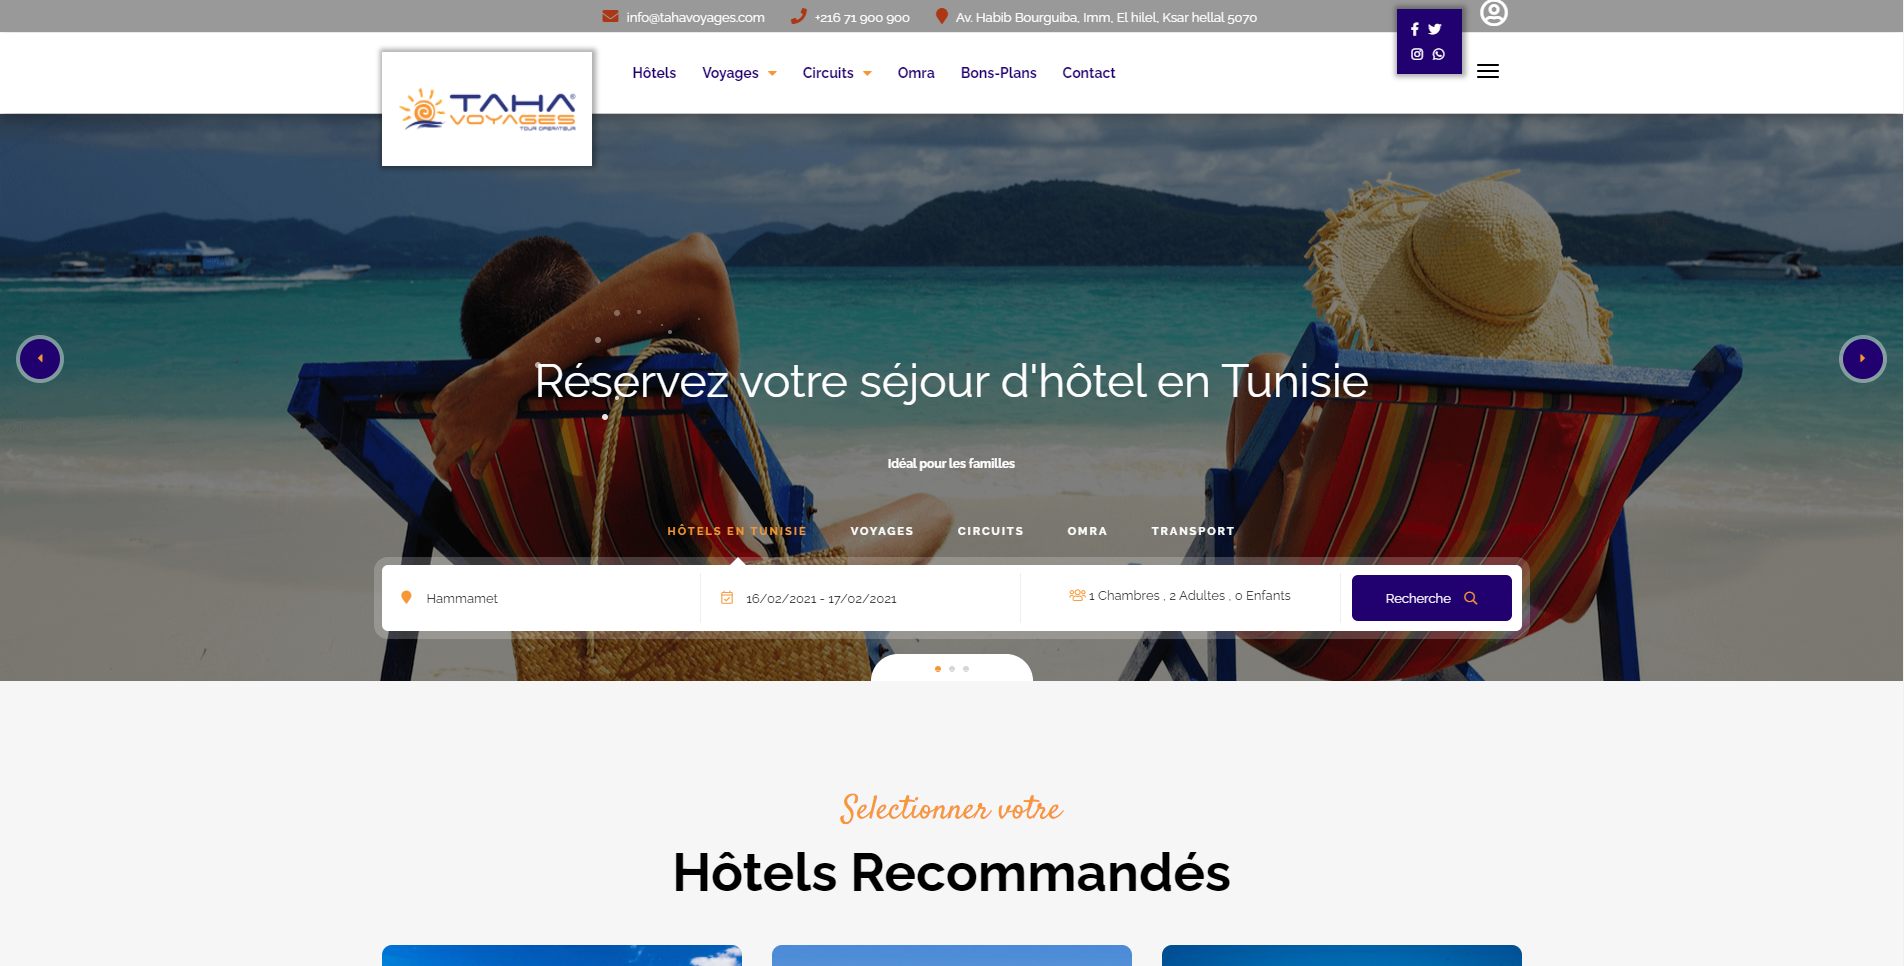 info@tahavoyages.com +216 71 900 900 Av. Habib Bourguiba, Imm, El hilel, Ksar hellal 5070
Hôtels Voyages Circuits Omra Bons-Plans Contact
TAHA
VOYAGES
TOUR OPERATEUR
Réservez votre séjour d'hôtel en Tunisie
Idéal pour les familles
HÔTELS EN TUNISIE VOYAGES CIRCUITS OMRA TRANSPORT
Hammamet 16/02/2021 - 17/02/2021 1 Chambres , 2 Adultes , 0 Enfants Recherche
Selectionner votre
Hôtels Recommandés